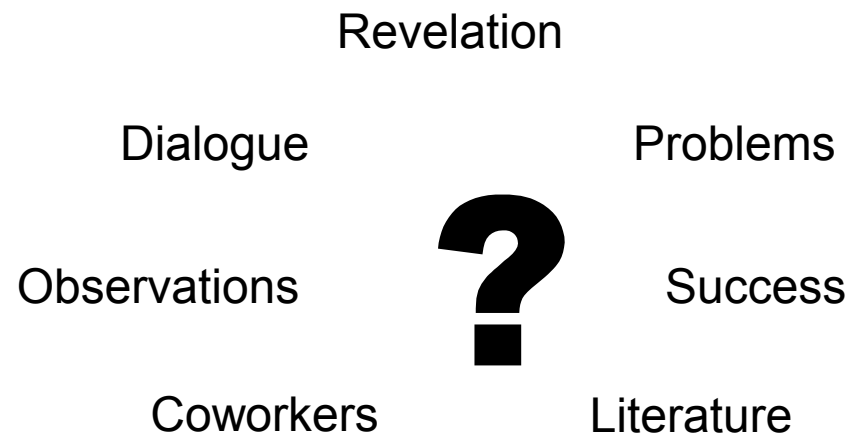 Revelation
Dialogue
Problems
?
Observations
Success
Coworkers
Literature